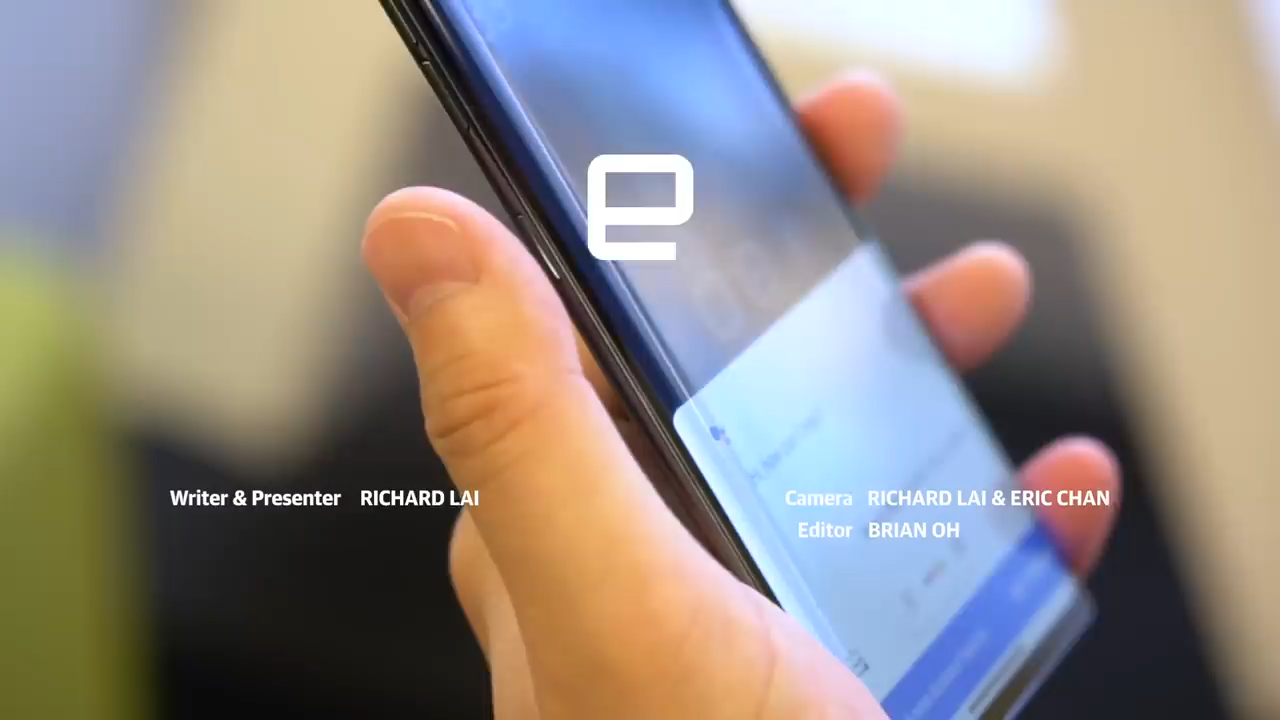 e
Writer & Presenter RICHARD LAI
Camera RICHARD LAI & ERIC CHAN
Editor BRIAN OH